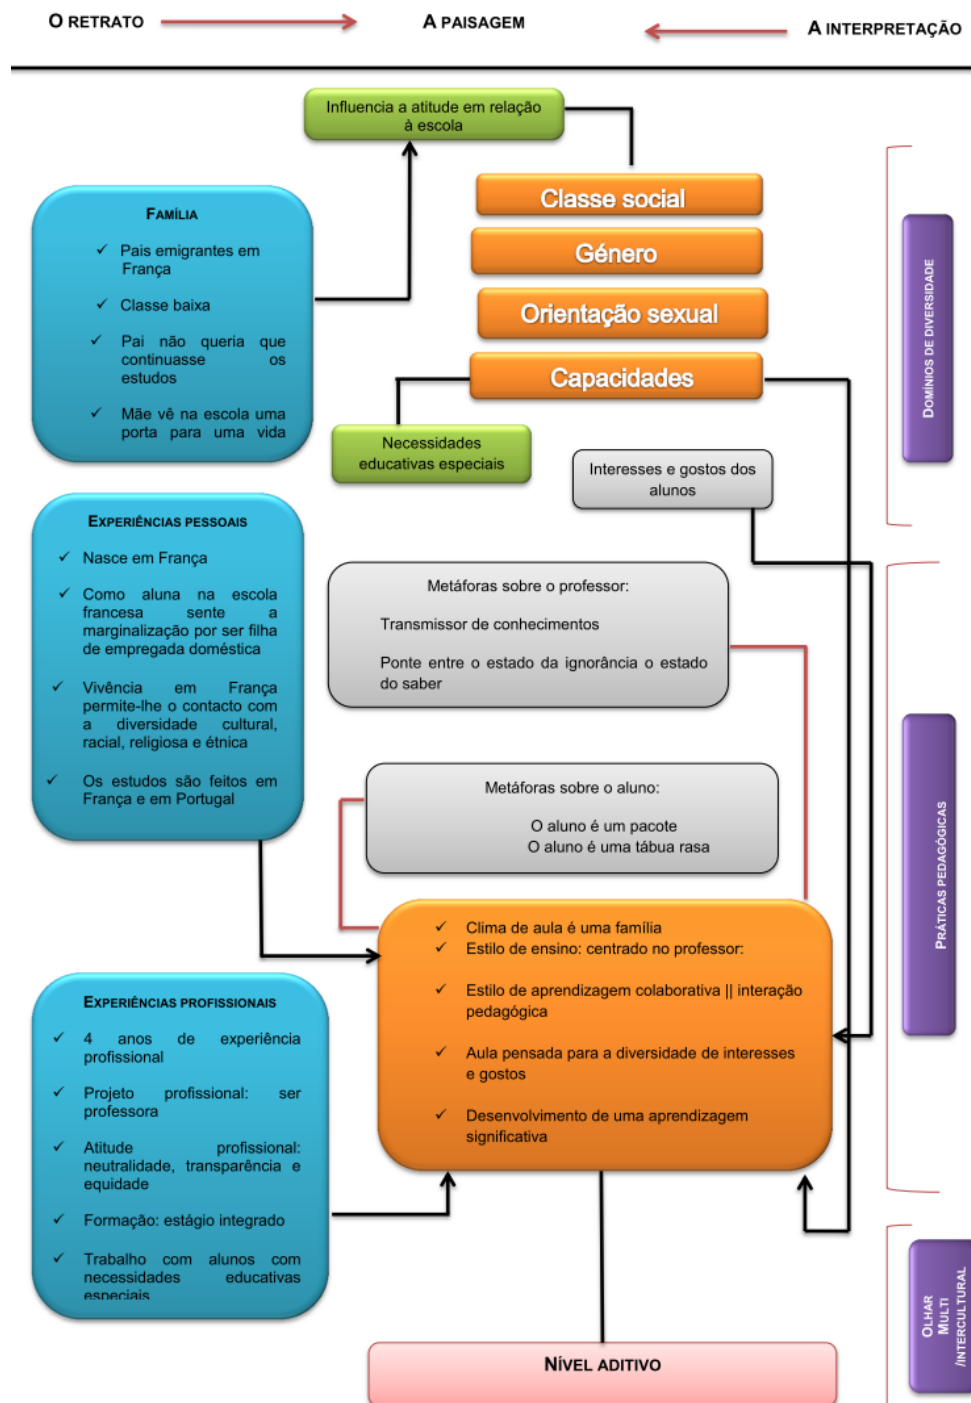 O RETRATO
A PAISAGEM
A INTERPRETAÇÃO
Influencia a atitude em relação
à escola
Classe social
Género
Orientação sexual
Capacidades
Necessidades
educativas especiais
Interesses e gostos dos
alunos
FAMÍLIA
✓ Pais emigrantes em
França
✓ Classe baixa
✓ Pai não queria que
continuasse os
estudos
✓ Mãe vê na escola uma
porta para uma vida
EXPERIÊNCIAS PESSOAIS
✓ Nasce em França
✓ Como aluna na escola
francesa sente a
marginalização por ser filha
de empregada doméstica
✓ Vivência em França
permite-lhe o contacto com
a diversidade cultural,
racial, religiosa e étnica
✓ Os estudos são feitos em
França e em Portugal
Metáforas sobre o professor:
Transmissor de conhecimentos
Ponte entre o estado da ignorância o estado
do saber
Metáforas sobre o aluno:
O aluno é um pacote
O aluno é uma tábua rasa
✓ Clima de aula é uma família
✓ Estilo de ensino: centrado no professor:
✓ Estilo de aprendizagem colaborativa || interação
pedagógica
✓ Aula pensada para a diversidade de interesses
e gostos
✓ Desenvolvimento de uma aprendizagem
significativa
EXPERIÊNCIAS PROFISSIONAIS
✓ 4 anos de experiência
profissional
✓ Projeto profissional: ser
professora
✓ Atitude profissional:
neutralidade, transparência e
equidade
✓ Formação: estágio integrado
✓ Trabalho com alunos com
necessidades educativas
especiais
NÍVEL ADITIVO
DOMÍNIOS DE DIVERSIDADE
PRÁTICAS PEDAGÓGICAS
OLHAR
MULTI
/INTERCULTURAL